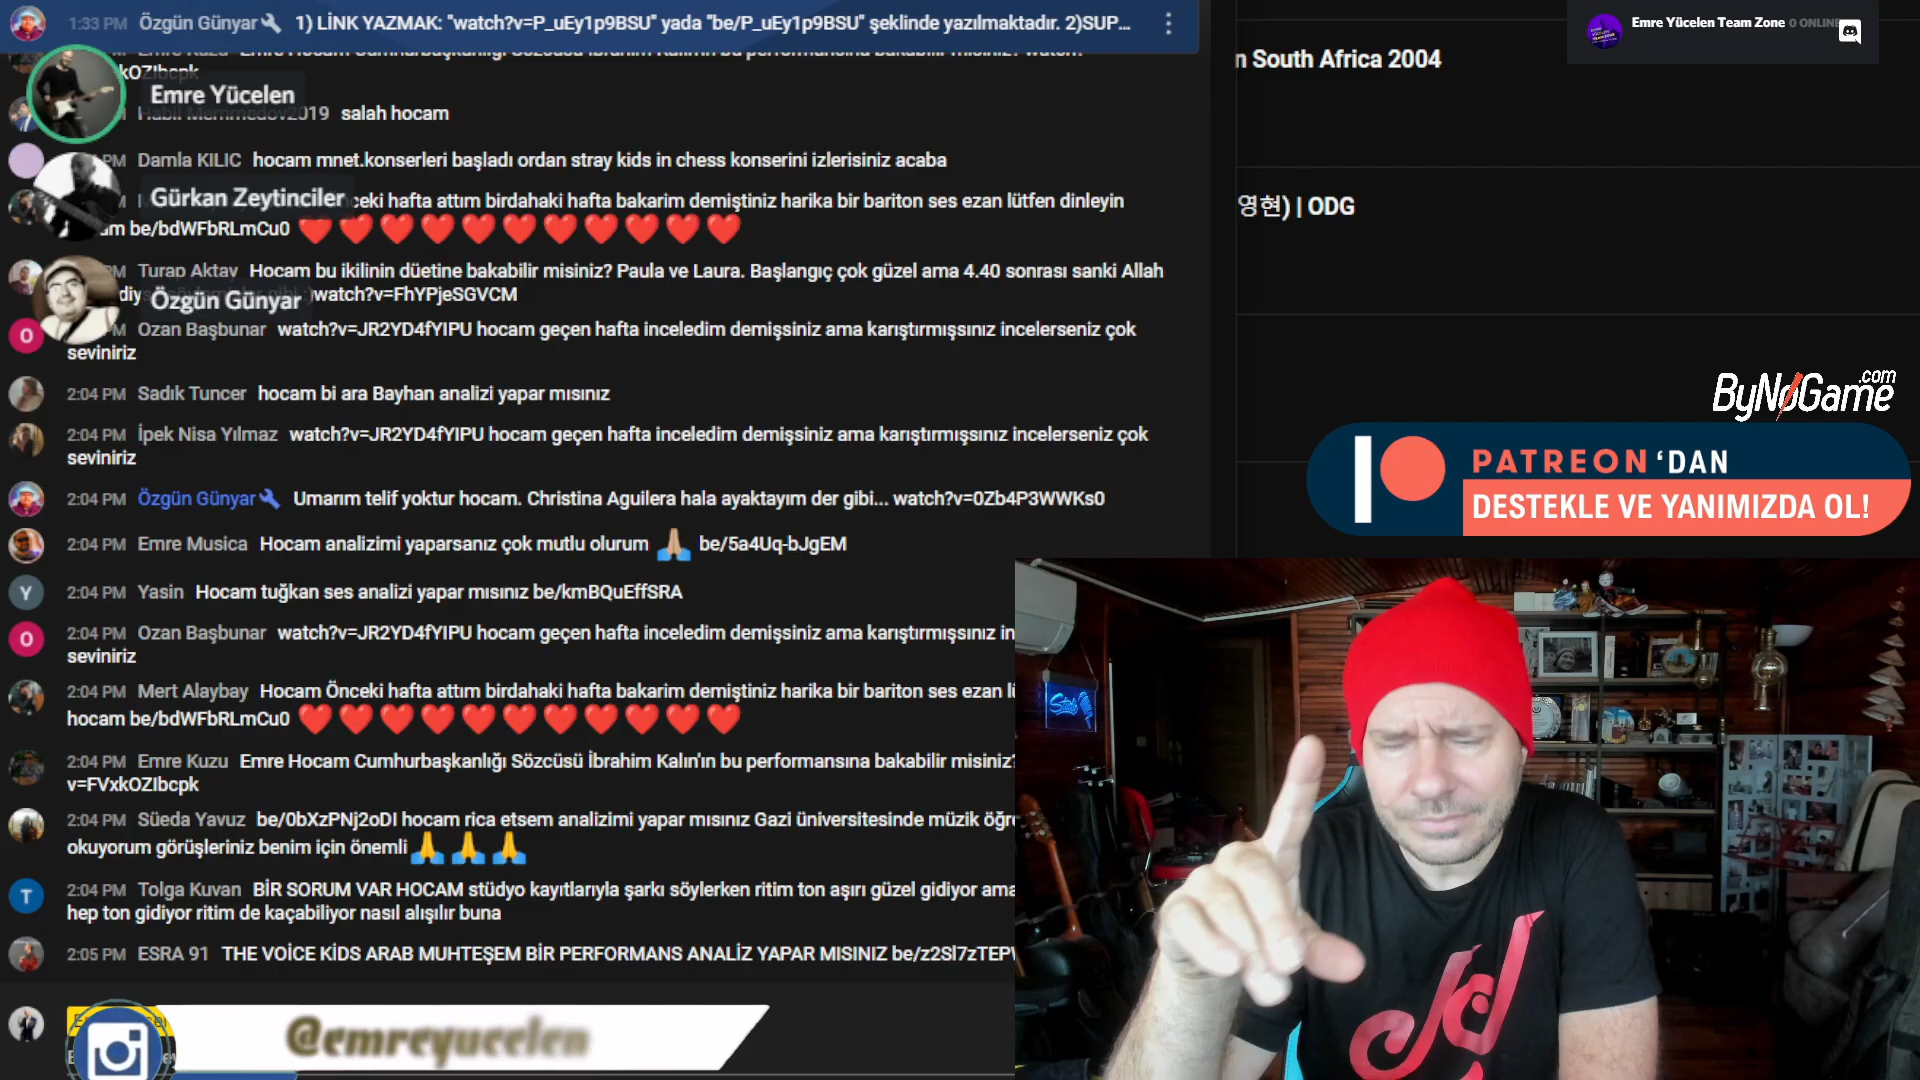 1:33 PM Özgün Günyar 1) LİNK YAZMAK: "watch?v=P_uEy1p9BSU" yada "be/P_uEy1p9BSU" şeklinde yazılmaktadır. 2)SUP...
Emre Yücelen
salah hocam
PM Damla KILIC hocam mnet.konserleri başladı ordan stray kids in chess konserini izlerisiniz acaba
Gürkan Zeytinciler
ceki hafta attım birdahaki hafta bakarim demiştiniz harika bir bariton ses ezan lütfen dinleyin
am be/bdWFbRLmCu0 ❤️❤️❤️❤️❤️❤️❤️❤️❤️❤️❤️
Turap Aktay Hocam bu ikilinin düetine bakabilir misiniz? Paula ve Laura. Başlangıç çok güzel ama 4.40 sonrası sanki Allah
watch?v=FhYPjeSGVCM
Özgün Günyar
Ozan Başbunar watch?v=JR2YD4fYIPU hocam geçen hafta inceledim demişsiniz ama karıştırmışsınız incelerseniz çok
seviniriz
2:04 PM Sadık Tuncer hocam bi ara Bayhan analizi yapar mısınız
2:04 PM İpek Nisa Yılmaz watch?v=JR2YD4fYIPU hocam geçen hafta inceledim demişsiniz ama karıştırmışsınız incelerseniz çok
seviniriz
2:04 PM Özgün Günyar Umarım telif yoktur hocam. Christina Aguilera hala ayaktayım der gibi... watch?v=0Zb4P3WWKs0
2:04 PM Emre Musica Hocam analizimi yaparsanız çok mutlu olurum 🙏🏼 be/5a4Uq-bJgEM
Y 2:04 PM Yasin Hocam tuğkan ses analizi yapar mısınız be/kmBQuEffSRA
O 2:04 PM Ozan Başbunar watch?v=JR2YD4fYIPU hocam geçen hafta inceledim demişsiniz ama karıştırmışsınız in
seviniriz
2:04 PM Mert Alaybay Hocam Önceki hafta attım birdahaki hafta bakarim demiştiniz harika bir bariton ses ezan lü
hocam be/bdWFbRLmCu0 ❤️❤️❤️❤️❤️❤️❤️❤️❤️❤️❤️
2:04 PM Emre Kuzu Emre Hocam Cumhurbaşkanlığı Sözcüsü İbrahim Kalın'ın bu performansına bakabilir misiniz?
v=FVxkOZIbcpk
2:04 PM Süeda Yavuz be/0bXzPNj2oDI hocam rica etsem analizimi yapar mısınız Gazi üniversitesinde müzik öğre
okuyorum görüşleriniz benim için önemli 🙏🙏🙏
T 2:04 PM Tolga Kuvan BİR SORUM VAR HOCAM stüdyo kayıtlarıyla şarkı söylerken ritim ton aşırı güzel gidiyor ama
hep ton gidiyor ritim de kaçabiliyor nasıl alışılır buna
2:05 PM ESRA 91 THE VOİCE KİDS ARAB MUHTEŞEM BİR PERFORMANS ANALİZ YAPAR MISINIZ be/z2Sl7zTEP
@emreyucelen
n South Africa 2004
영현) | ODG
Emre Yücelen Team Zone 0 ONLINE
ByNoGame.com
PATREON 'DAN
DESTEKLE VE YANIMIZDA OL!